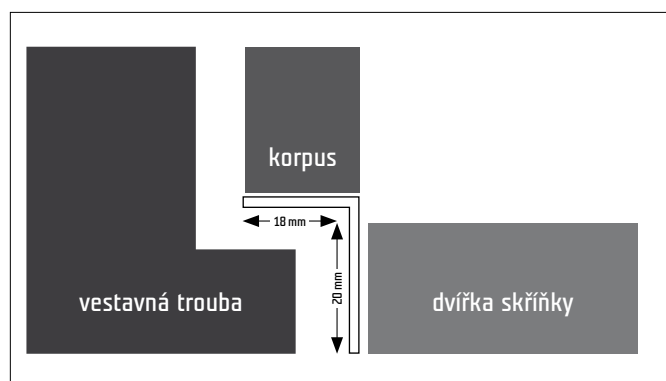 korpus
18 mm
20 mm
vestavná trouba
dvířka skříňky